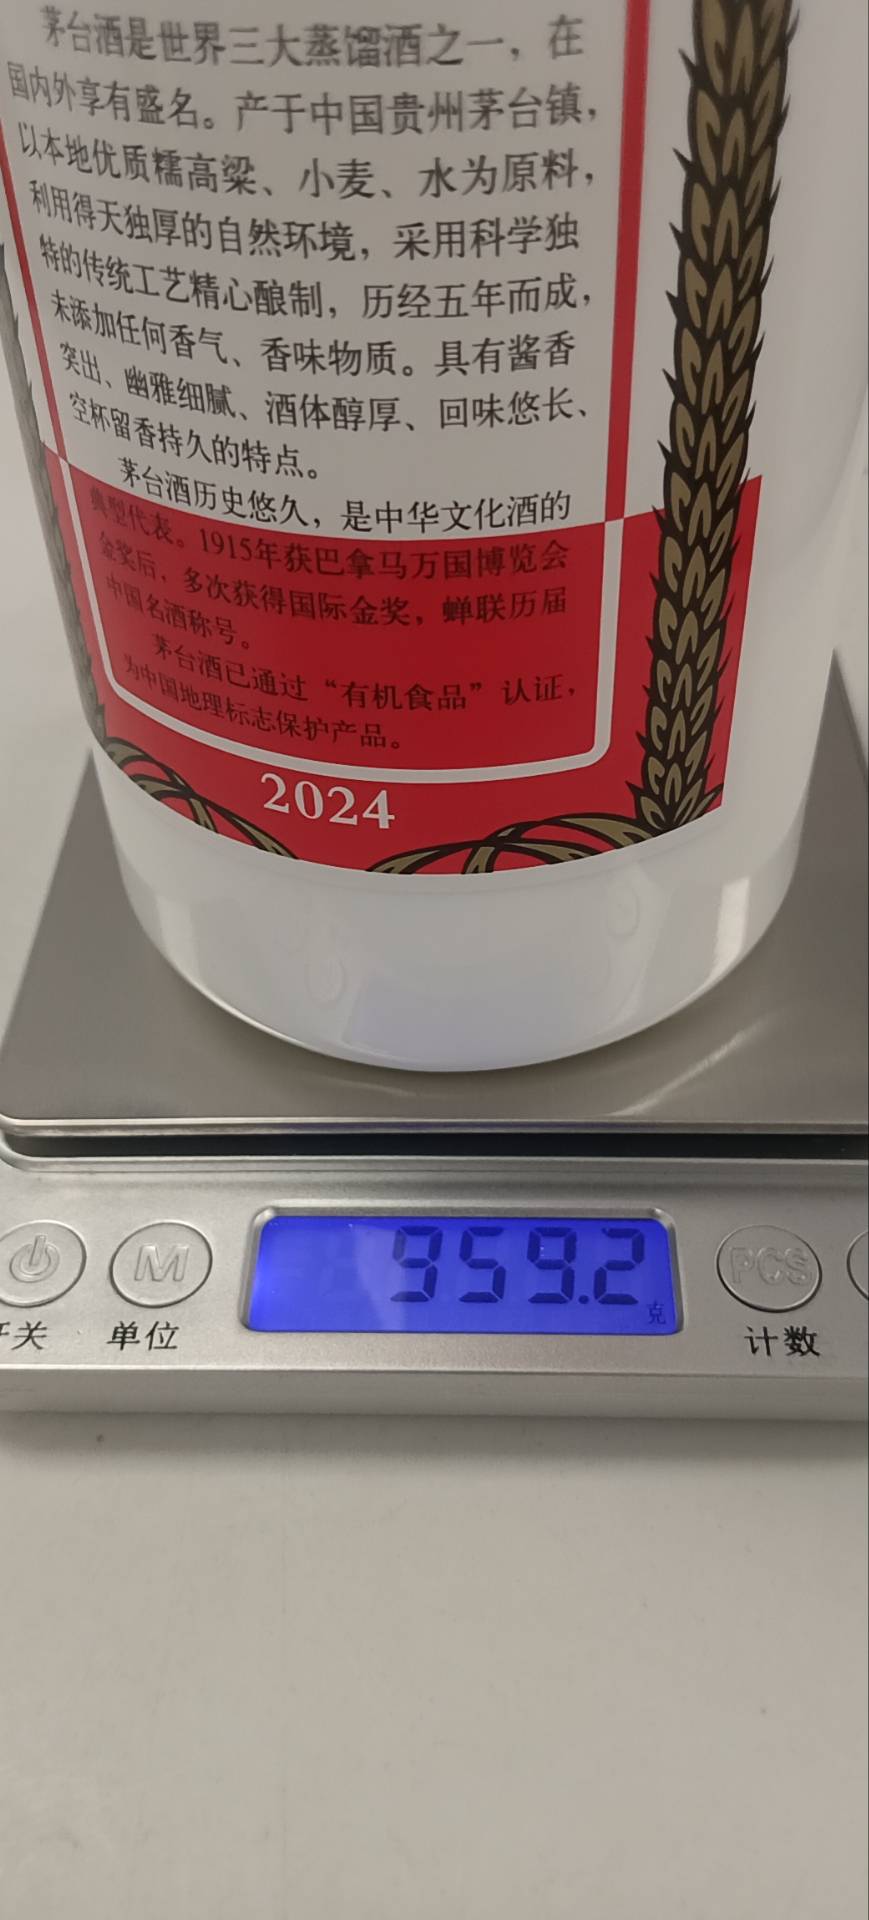 茅台酒是世界三大蒸馏酒之一，在
国内外享有盛名。产于中国贵州茅台镇，
以本地优质糯高粱、小麦、水为原料，
利用得天独厚的自然环境，采用科学独
特的传统工艺精心酿制，历经五年而成，
未添加任何香气、香味物质。具有酱香
突出、幽雅细腻、酒体醇厚、回味悠长、
空杯留香持久的特点。
茅台酒历史悠久，是中华文化酒的
典型代表。1915年获巴拿马万国博览会
金奖后，多次获得国际金奖，蝉联历届
中国名酒称号。
茅台酒已通过“有机食品”认证，
为中国地理标志保护产品。
2024
M
959.2
克
PCS
开关
单位
计数